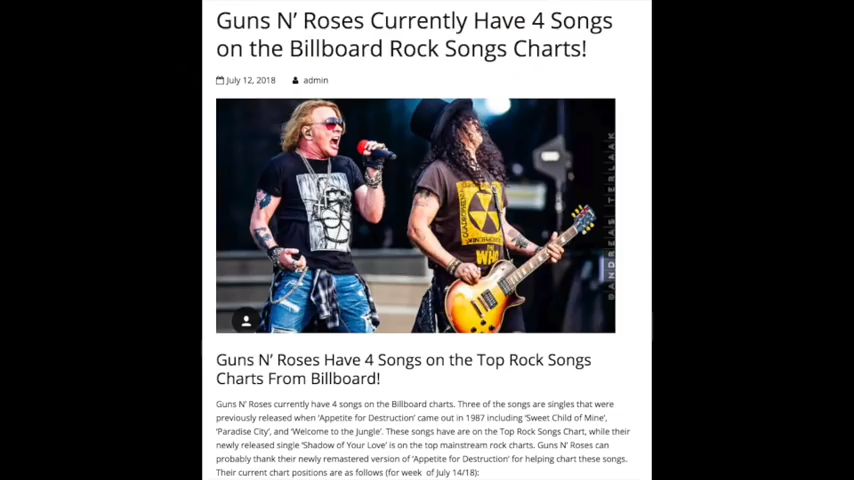 Guns N' Roses Currently Have 4 Songs
on the Billboard Rock Songs Charts!
July 12, 2018 admin
QUADROPHENIA
THE
WHO
©ANDREAS TERLAAK
Guns N' Roses Have 4 Songs on the Top Rock Songs
Charts From Billboard!
Guns N' Roses currently have 4 songs on the Billboard charts. Three of the songs are singles that were
previously released when 'Appetite for Destruction' came out in 1987 including 'Sweet Child of Mine',
'Paradise City', and 'Welcome to the Jungle'. These songs have are on the Top Rock Songs Chart, while their
newly released single 'Shadow of Your Love' is on the top mainstream rock charts. Guns N' Roses can
probably thank their newly remastered version of 'Appetite for Destruction' for helping chart these songs.
Their current chart positions are as follows (for week of July 14/18):